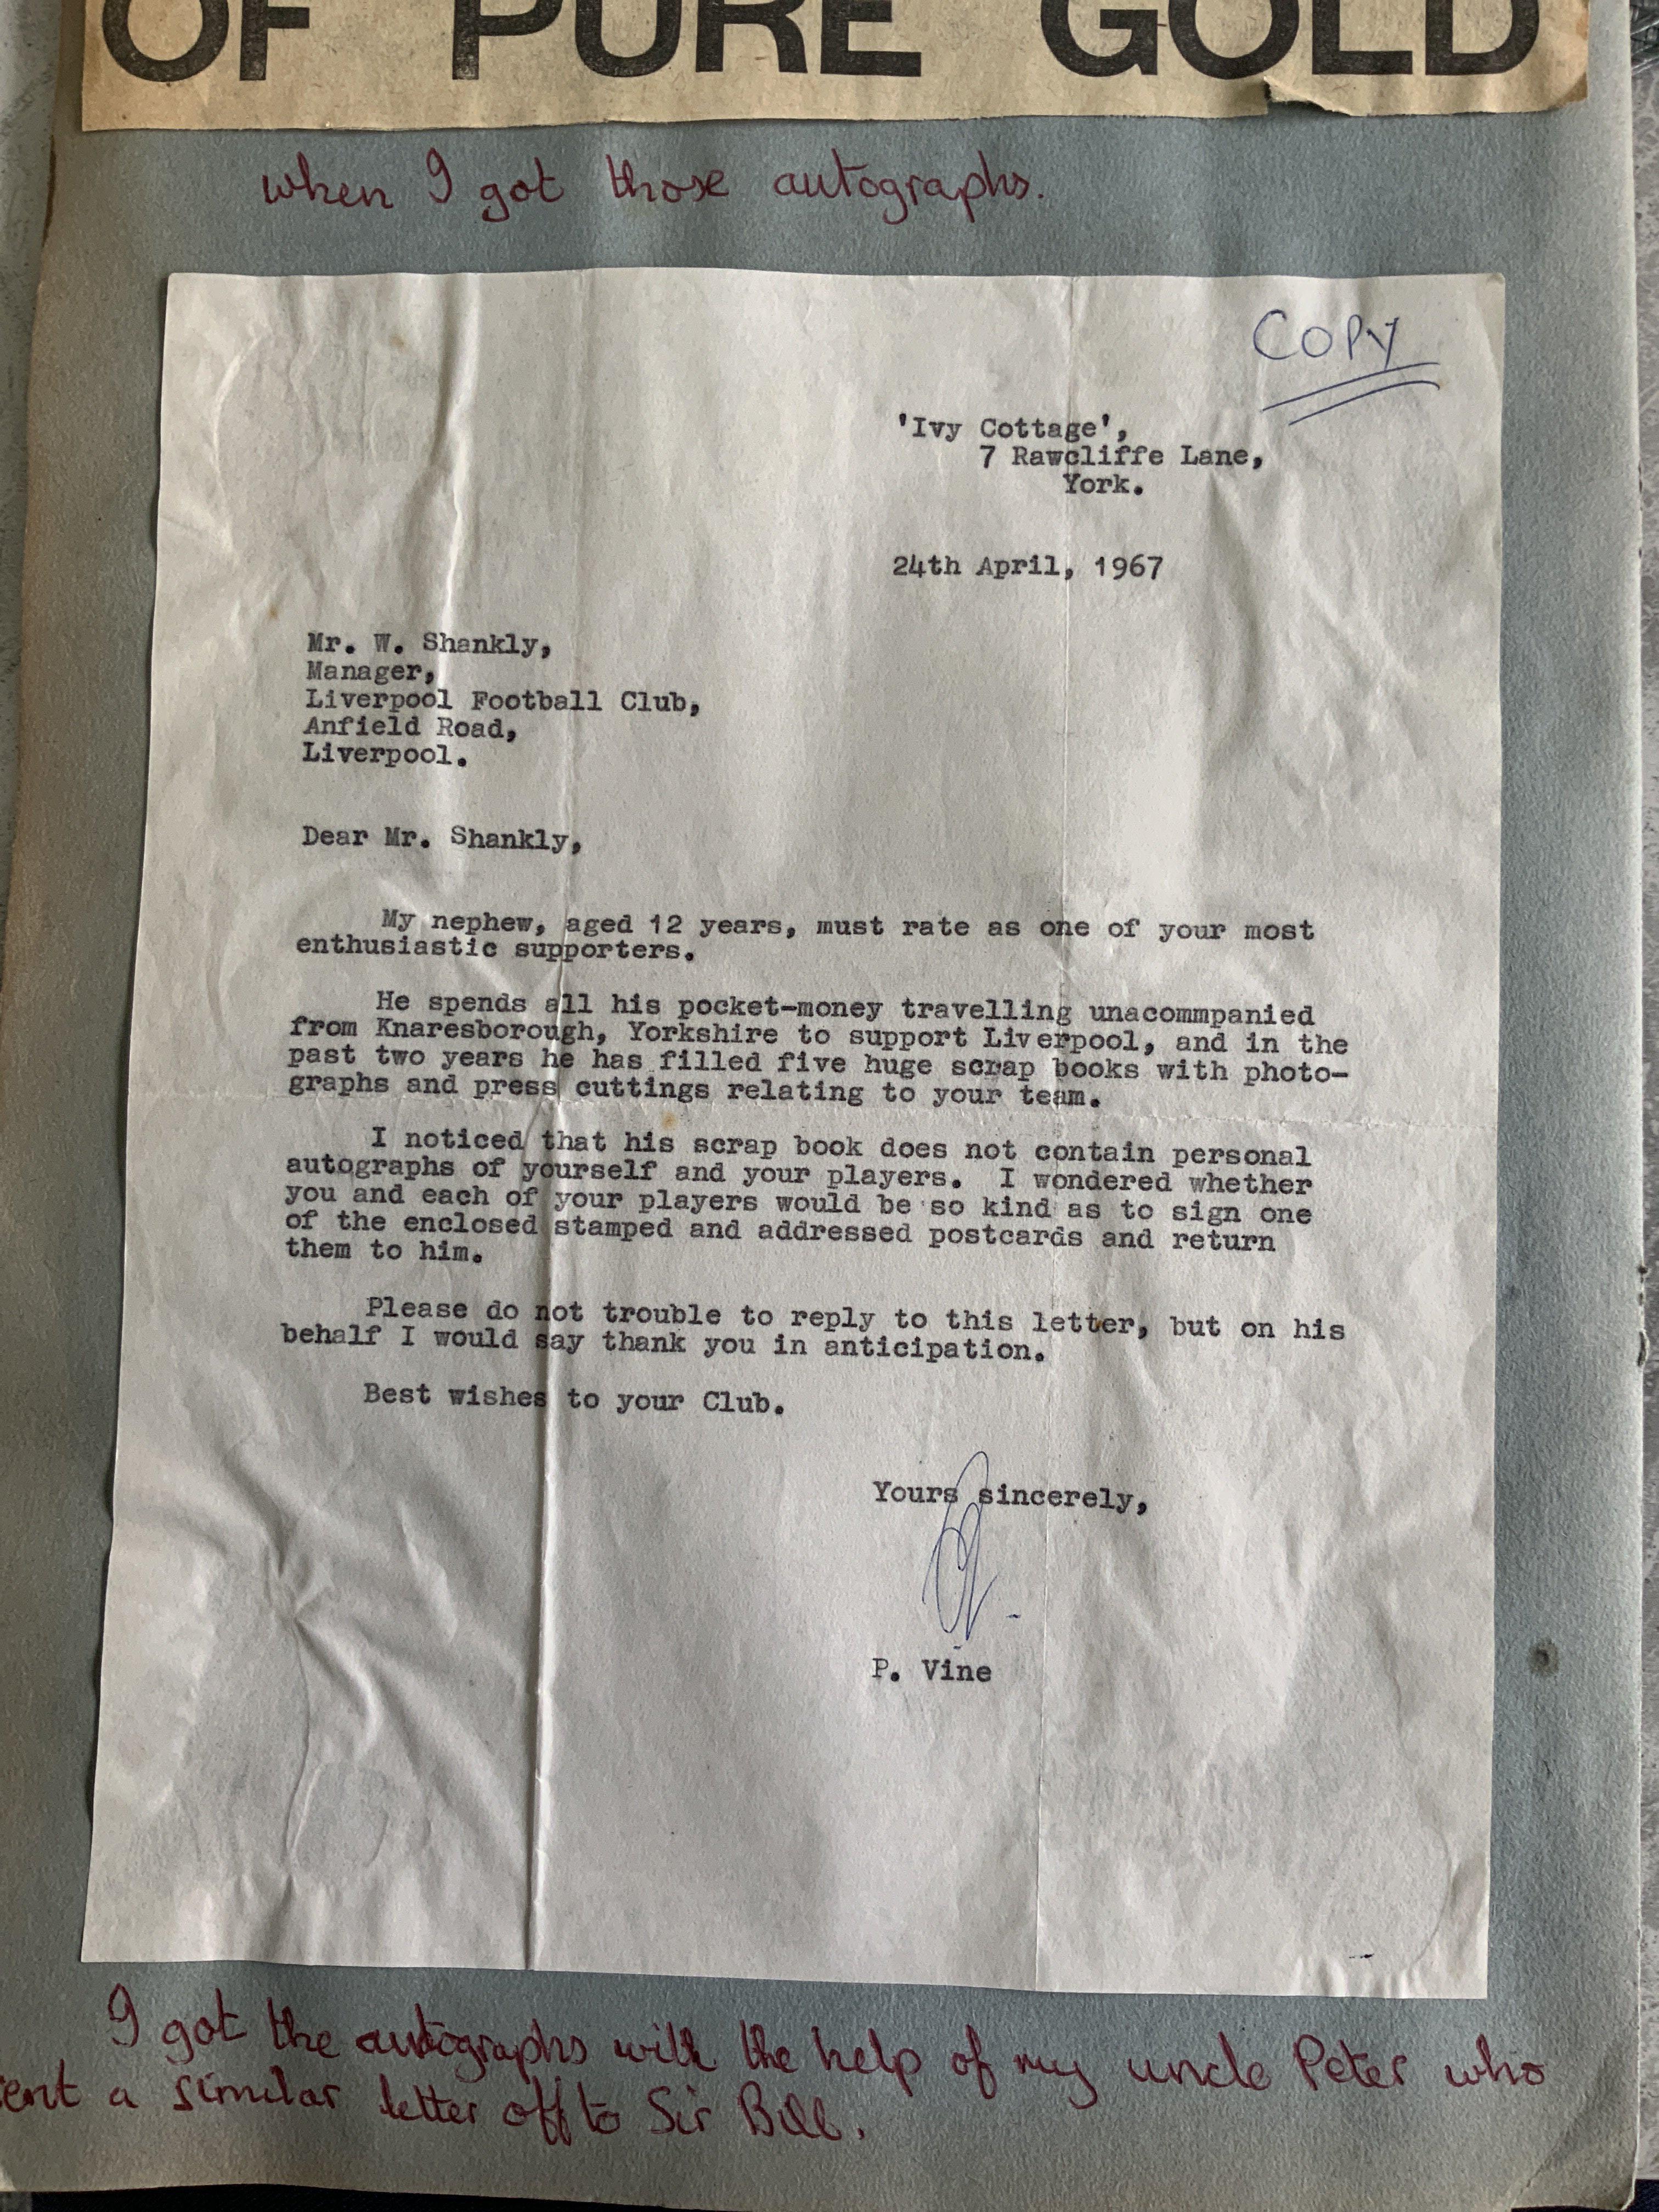 OF PURE GOLD
when I got those autographs.
COPY
'Ivy Cottage',
7 Rawcliffe Lane,
York.
24th April, 1967
Mr. W. Shankly,
Manager,
Liverpool Football Club,
Anfield Road,
Liverpool.
Dear Mr. Shankly,
My nephew, aged 12 years, must rate as one of your most
enthusiastic supporters.
He spends all his pocket-money travelling unacommpanied
from Knaresborough, Yorkshire to support Liverpool, and in the
past two years he has filled five huge scrap books with photo-
graphs and press cuttings relating to your team.
I noticed that his scrap book does not contain personal
autographs of yourself and your players. I wondered whether
you and each of your players would be so kind as to sign one
of the enclosed stamped and addressed postcards and return
them to him.
Please do not trouble to reply to this letter, but on his
behalf I would say thank you in anticipation.
Best wishes to your Club.
Yours sincerely,
P. Vine
I got the autographs with the help of my uncle Peter who
ent a similar letter off to Sir Bill.